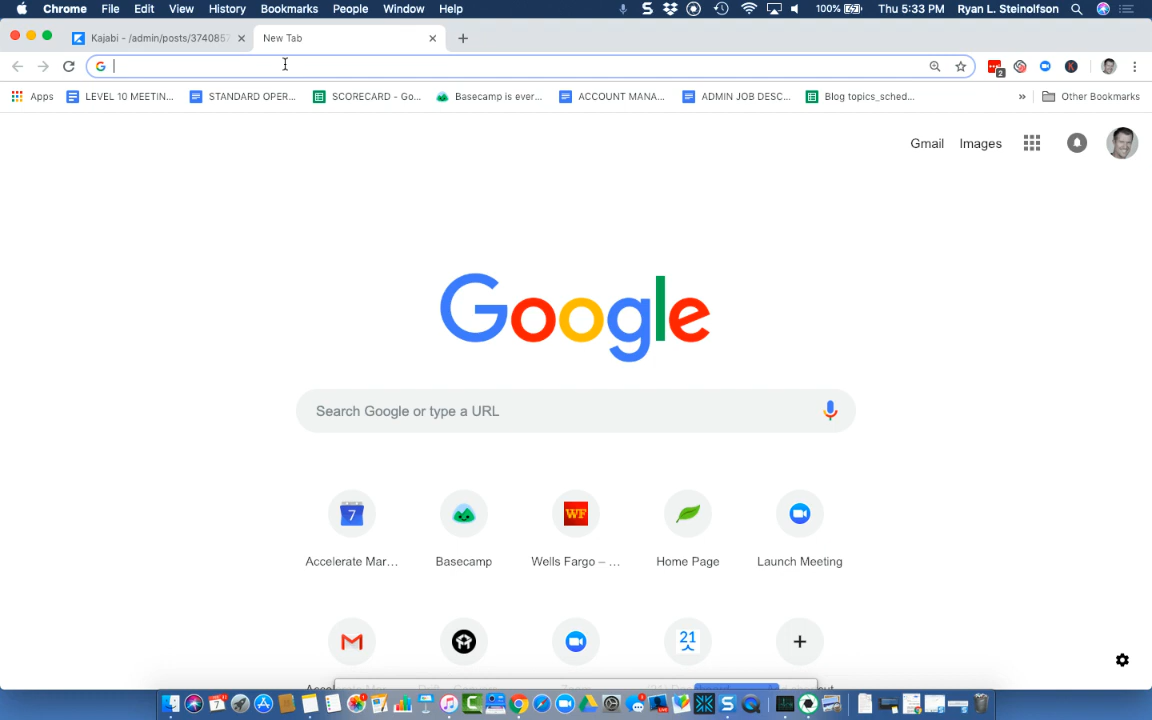 Chrome File Edit View History Bookmarks People Window Help 100% Thu 5:33 PM Ryan L. Steinolfson
Kajabi - /admin/posts/3740857 New Tab
Apps LEVEL 10 MEETIN... STANDARD OPER... SCORECARD - Go... Basecamp is ever... ACCOUNT MANA... ADMIN JOB DESC... Blog topics_sched... » Other Bookmarks
Gmail Images
Google
Search Google or type a URL
7 WF
Accelerate Mar... Basecamp Wells Fargo – ... Home Page Launch Meeting
21